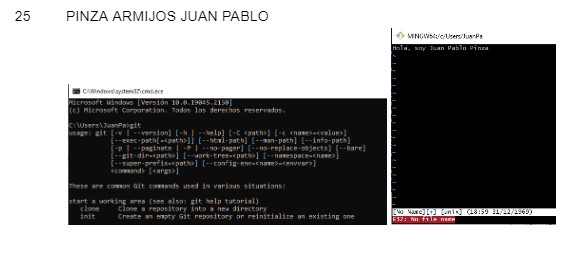 25 PINZA ARMIJOS JUAN PABLO
C:\Windows\system32\cmd.exe
Microsoft Windows [Versión 10.0.19045.2130]
(c) Microsoft Corporation. Todos los derechos reservados.
C:\Users\JuanPa>git
usage: git [-v | --version] [-h | --help] [-C <path>] [-c <name>=<value>]
[--exec-path[=<path>]] [--html-path] [--man-path] [--info-path]
[-p | --paginate | -P | --no-pager] [--no-replace-objects] [--bare]
[--git-dir=<path>] [--work-tree=<path>] [--namespace=<name>]
[--super-prefix=<path>] [--config-env=<name>=<envvar>]
<command> [<args>]
These are common Git commands used in various situations:
start a working area (see also: git help tutorial)
clone Clone a repository into a new directory
init Create an empty Git repository or reinitialize an existing one
MINGW64:/c/Users/JuanPa
Hola, soy Juan Pablo Pinza
~
~
~
~
~
~
~
~
~
~
~
~
[No Name][+] [unix] (18:59 31/12/1969)
E32: No file name